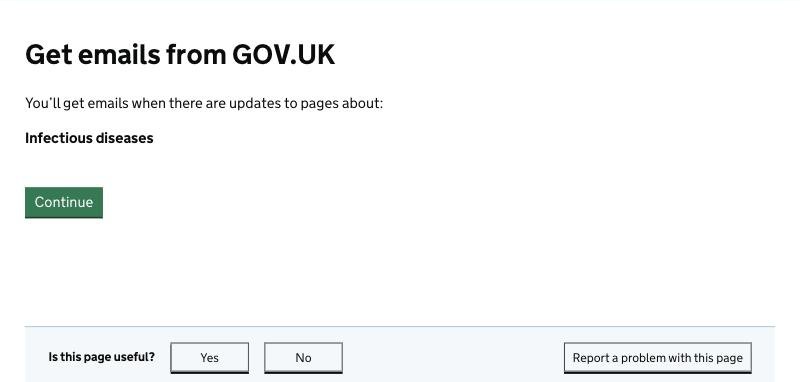 Get emails from GOV.UK
You'll get emails when there are updates to pages about:
Infectious diseases
Continue
Is this page useful? Yes No Report a problem with this page